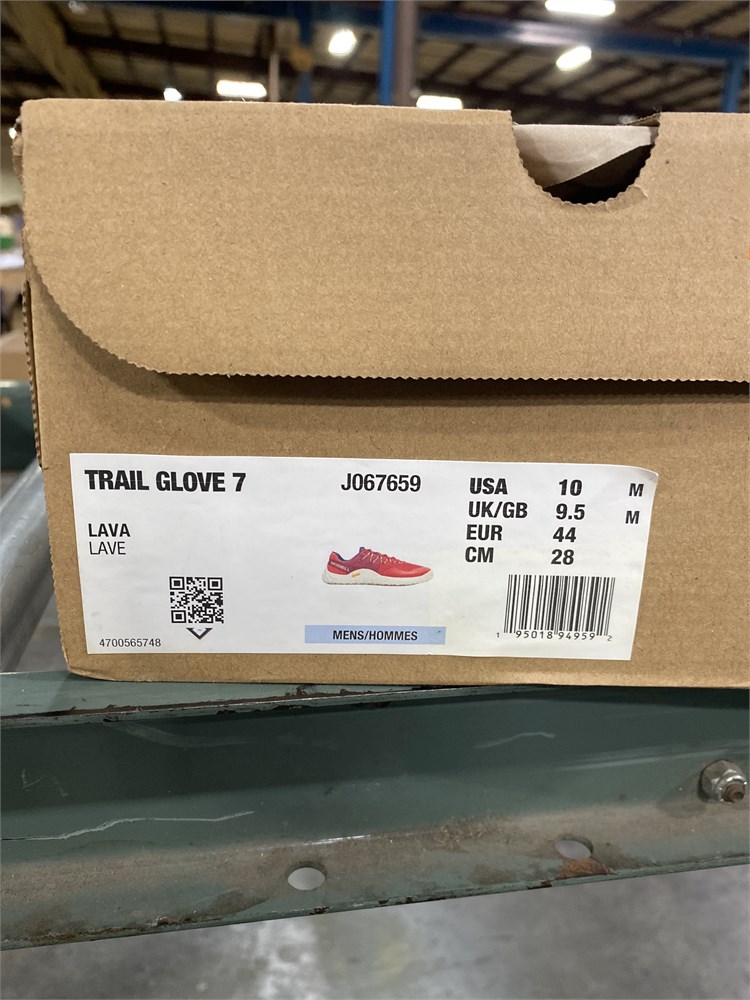 TRAIL GLOVE 7
J067659
USA 10 M
UK/GB 9.5 M
EUR 44
CM 28
LAVA
LAVE
4700565748
MENS/HOMMES
1 95018 94959 2